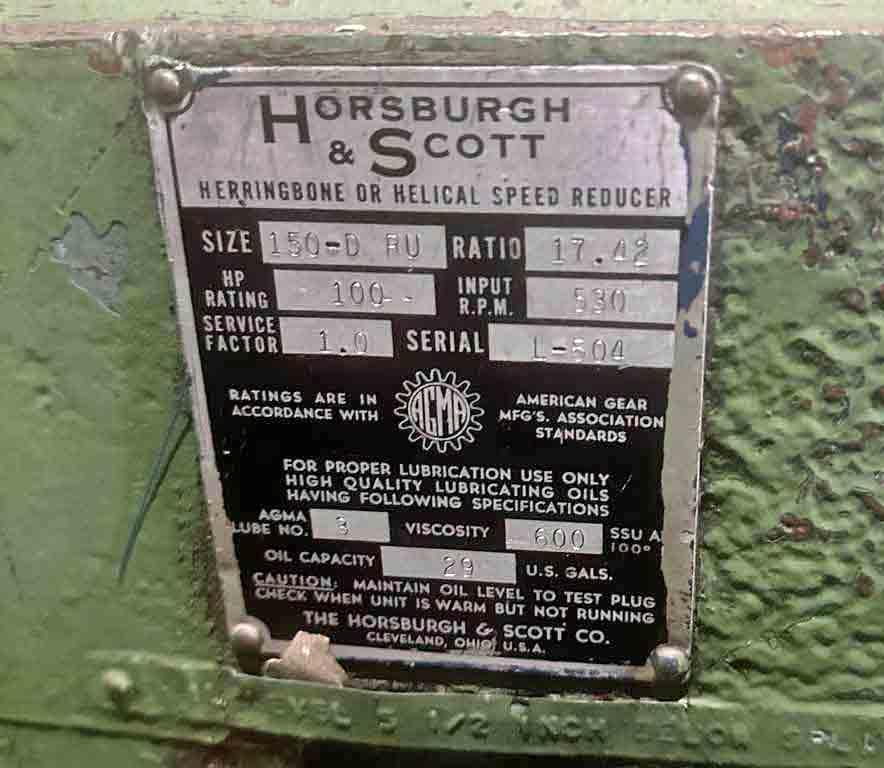 HORSBURGH
& SCOTT
HERRINGBONE OR HELICAL SPEED REDUCER
SIZE 150-D RU RATIO 17.42
HP RATING 100- INPUT R.P.M. 530
SERVICE FACTOR 1.0 SERIAL L-504
RATINGS ARE IN ACCORDANCE WITH
AGMA
AMERICAN GEAR MFG'S. ASSOCIATION STANDARDS
FOR PROPER LUBRICATION USE ONLY
HIGH QUALITY LUBRICATING OILS
HAVING FOLLOWING SPECIFICATIONS
AGMA LUBE NO. 3 VISCOSITY 600 SSU A 100°
OIL CAPACITY 29 U.S. GALS.
CAUTION: MAINTAIN OIL LEVEL TO TEST PLUG
CHECK WHEN UNIT IS WARM BUT NOT RUNNING
THE HORSBURGH & SCOTT CO.
CLEVELAND, OHIO, U.S.A.
5 1/2 INCH BELOW